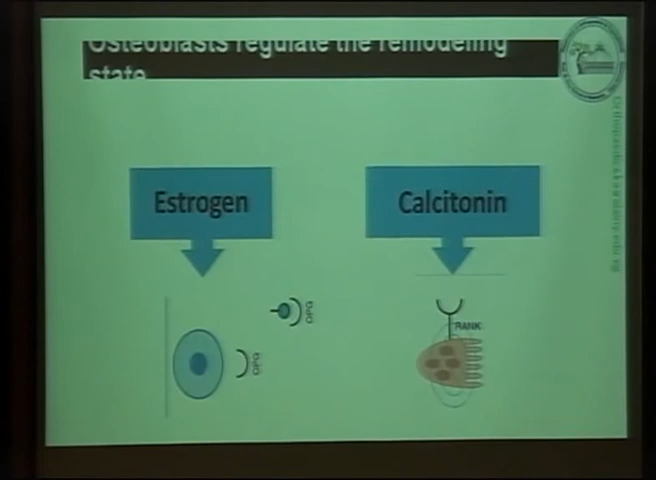 Osteoblasts regulate the remodeling
state
Estrogen
Calcitonin
OPG
RANK
OPG